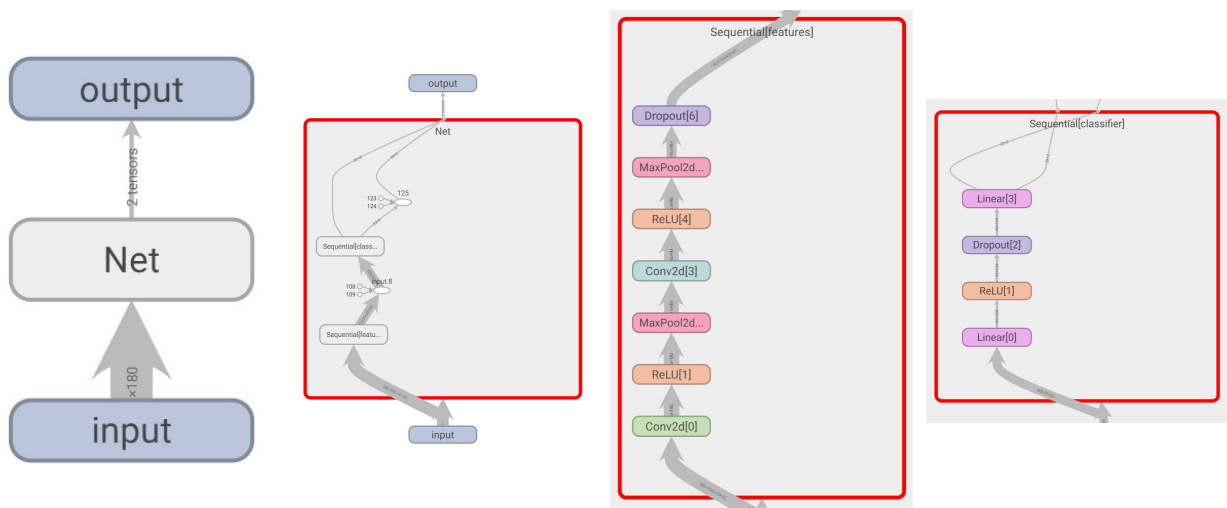 output
2 tensors
Net
×180
input
output
Net
125
123
124
Sequential[class...
input.8
108
109
Sequential[featu...
input
Sequential[features]
Dropout[6]
MaxPool2d...
ReLU[4]
Conv2d[3]
MaxPool2d...
ReLU[1]
Conv2d[0]
Sequential[classifier]
Linear[3]
Dropout[2]
ReLU[1]
Linear[0]